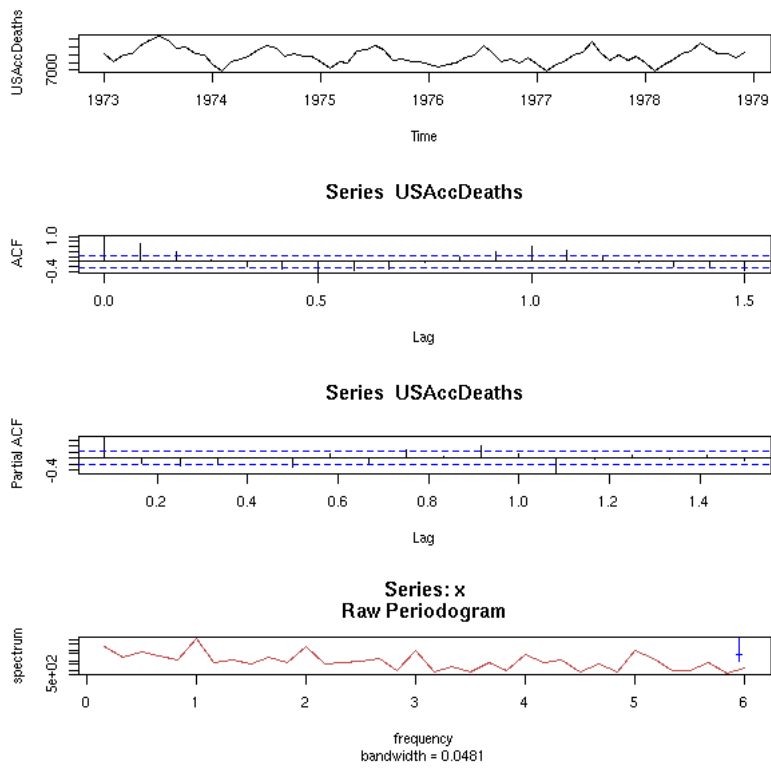 USAccDeaths
7000
1973 1974 1975 1976 1977 1978 1979
Time
Series USAccDeaths
ACF
-0.4 1.0
0.0 0.5 1.0 1.5
Lag
Series USAccDeaths
Partial ACF
-0.4
0.2 0.4 0.6 0.8 1.0 1.2 1.4
Lag
Series: x
Raw Periodogram
spectrum
5e+02
0 1 2 3 4 5 6
frequency
bandwidth = 0.0481